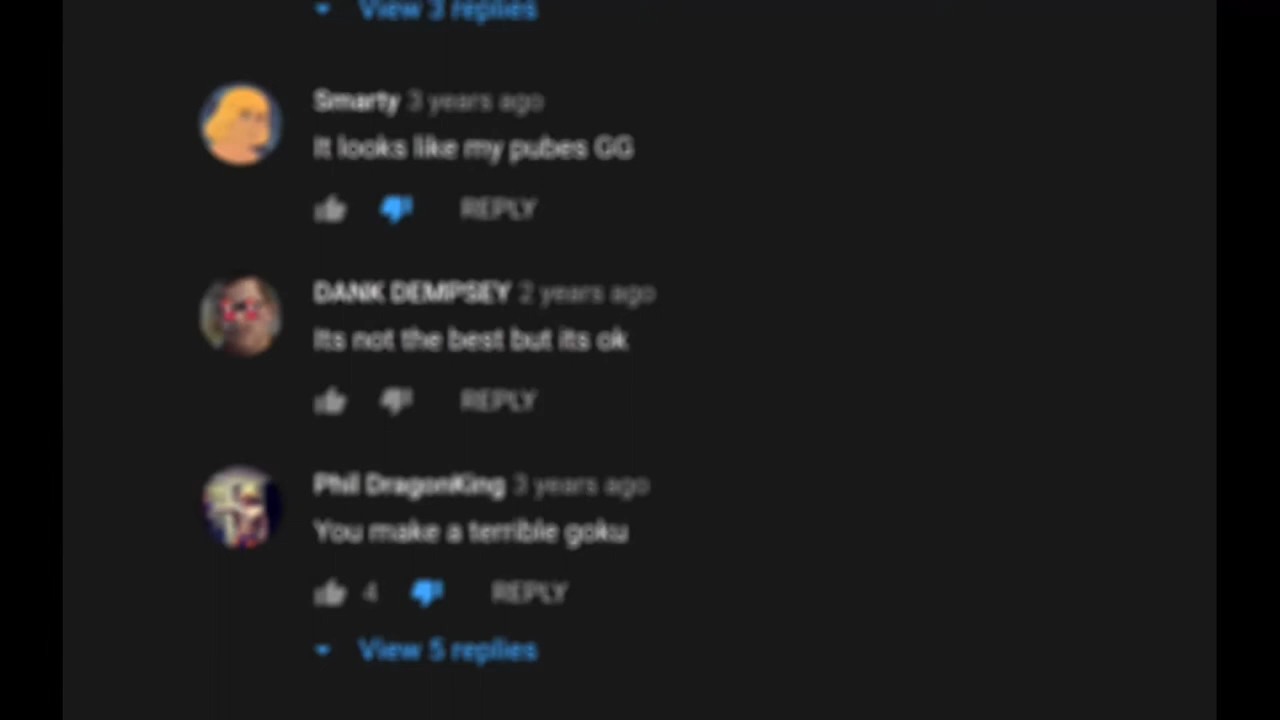 View 3 replies
Smarty 3 years ago
It looks like my pubes GG
REPLY
DANK DEMPSEY 2 years ago
Its not the best but its ok
REPLY
Phil DragonKing 3 years ago
You make a terrible goku
4 REPLY
View 5 replies